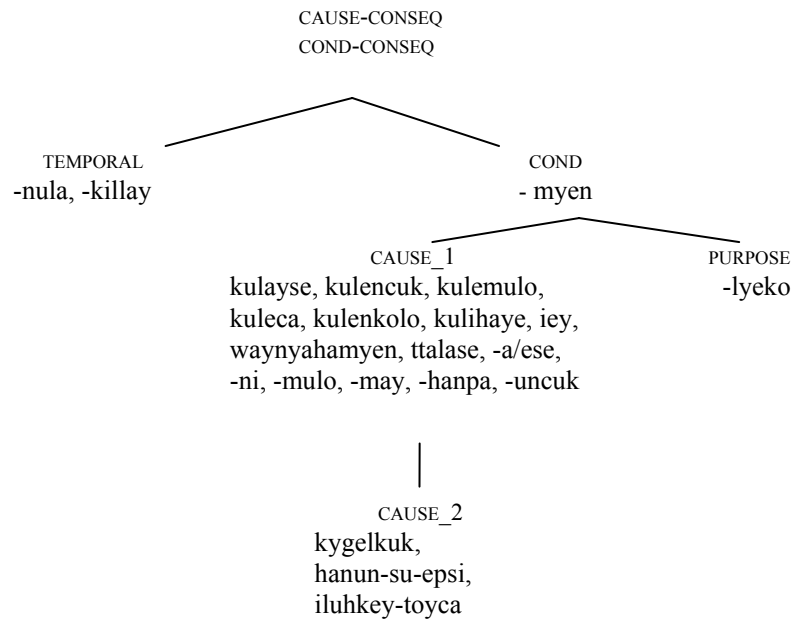 CAUSE-CONSEQ
COND-CONSEQ
TEMPORAL
-nula, -killay
COND
- myen
CAUSE_1
kulayse, kulencuk, kulemulo,
kuleca, kulenkolo, kulihaye, iey,
waynyahamyen, ttalase, -a/ese,
-ni, -mulo, -may, -hanpa, -uncuk
PURPOSE
-lyeko
CAUSE_2
kygelkuk,
hanun-su-epsi,
iluhkey-toyca